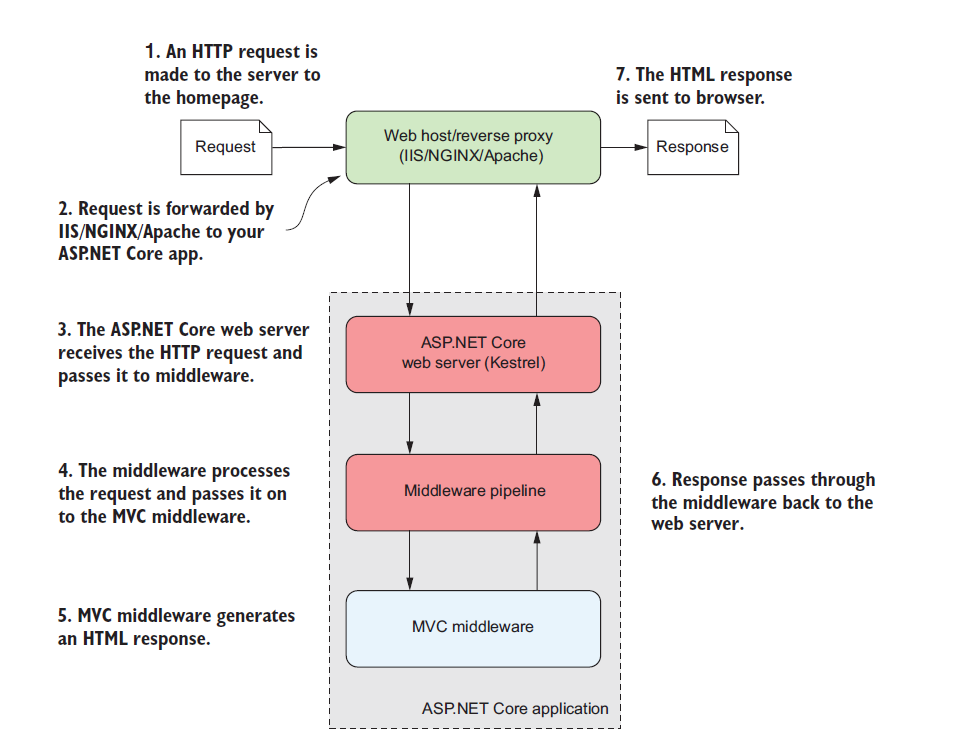 1. An HTTP request is
made to the server to
the homepage.
7. The HTML response
is sent to browser.
Request
Web host/reverse proxy
(IIS/NGINX/Apache)
Response
2. Request is forwarded by
IIS/NGINX/Apache to your
ASP.NET Core app.
3. The ASP.NET Core web server
receives the HTTP request and
passes it to middleware.
ASP.NET Core
web server (Kestrel)
4. The middleware processes
the request and passes it on
to the MVC middleware.
Middleware pipeline
6. Response passes through
the middleware back to the
web server.
5. MVC middleware generates
an HTML response.
MVC middleware
ASP.NET Core application